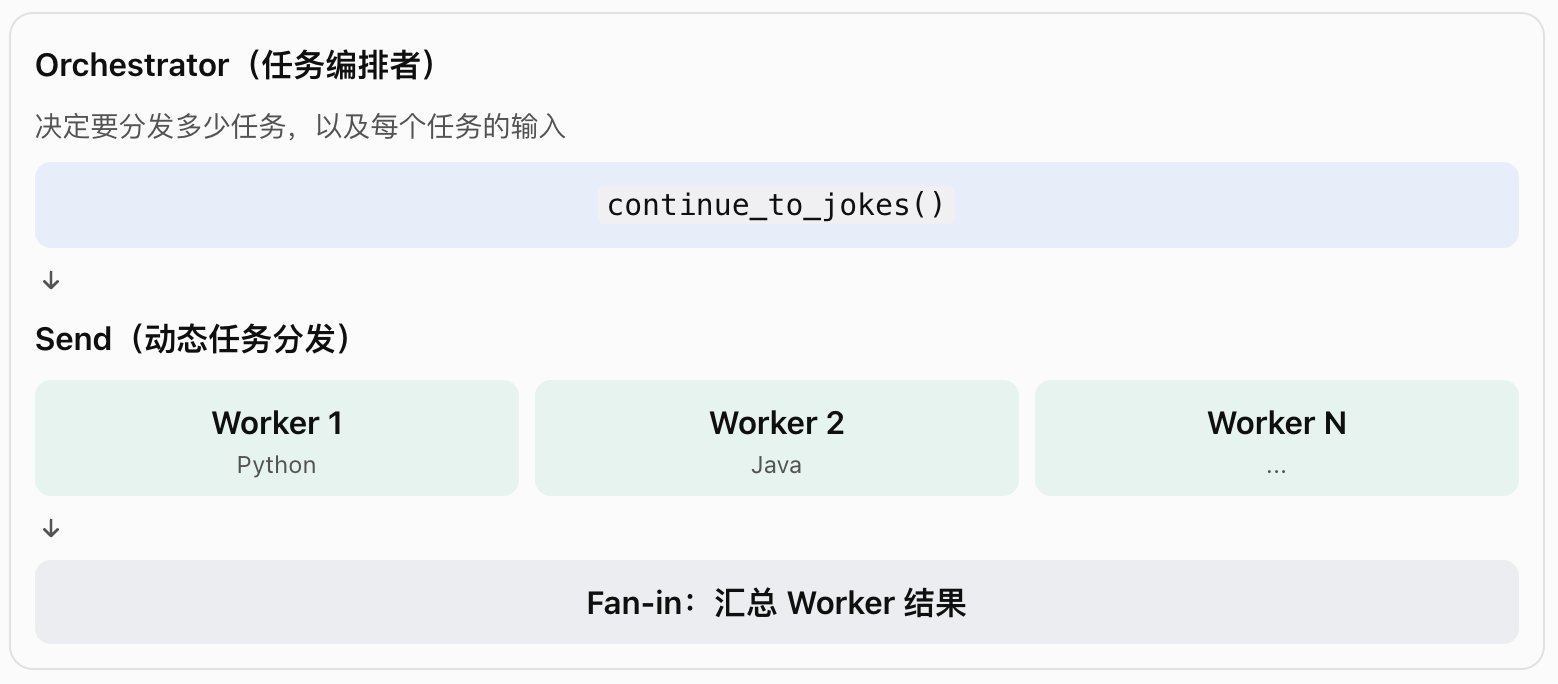 Orchestrator（任务编排者）
决定要分发多少任务，以及每个任务的输入
continue_to_jokes()
↓
Send（动态任务分发）
Worker 1
Python
Worker 2
Java
Worker N
...
↓
Fan-in：汇总 Worker 结果